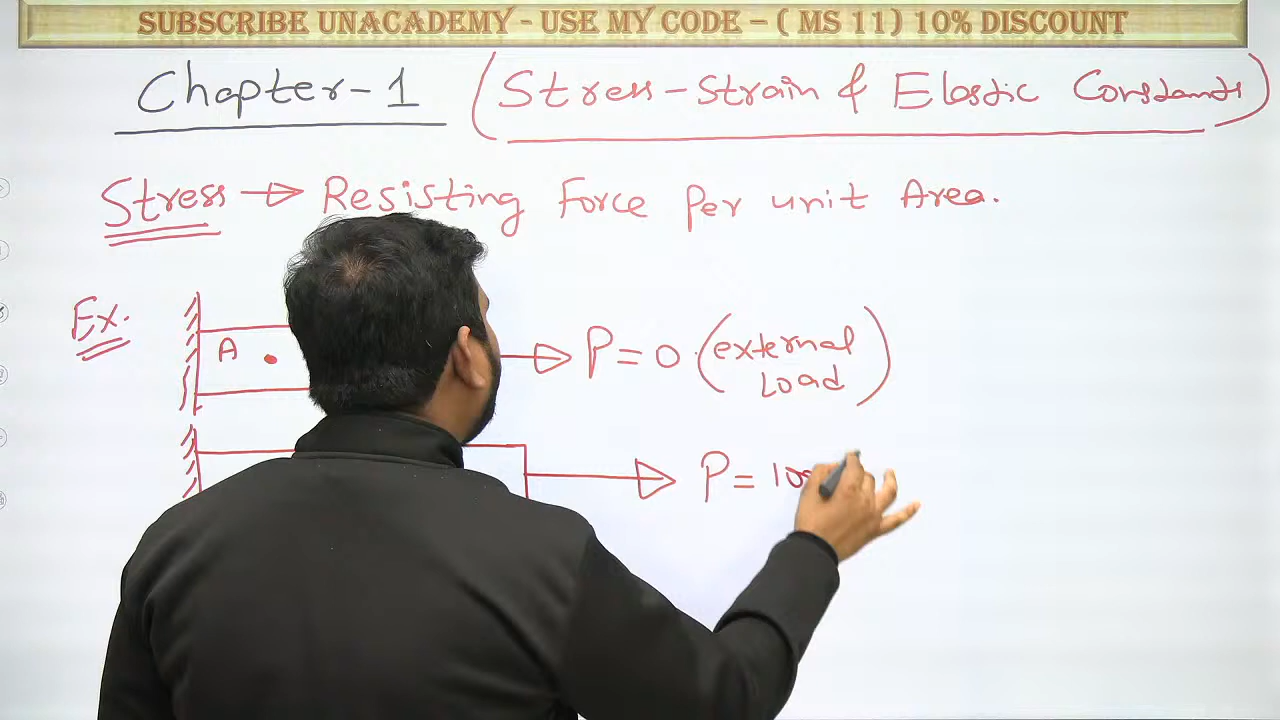 SUBSCRIBE UNACADEMY - USE MY CODE – ( MS 11) 10% DISCOUNT
Chapter-1 (Stress-Strain & Elastic Constants)
Stress → Resisting Force Per unit Area.
Ex.
A P = 0 (external
Load)
P =